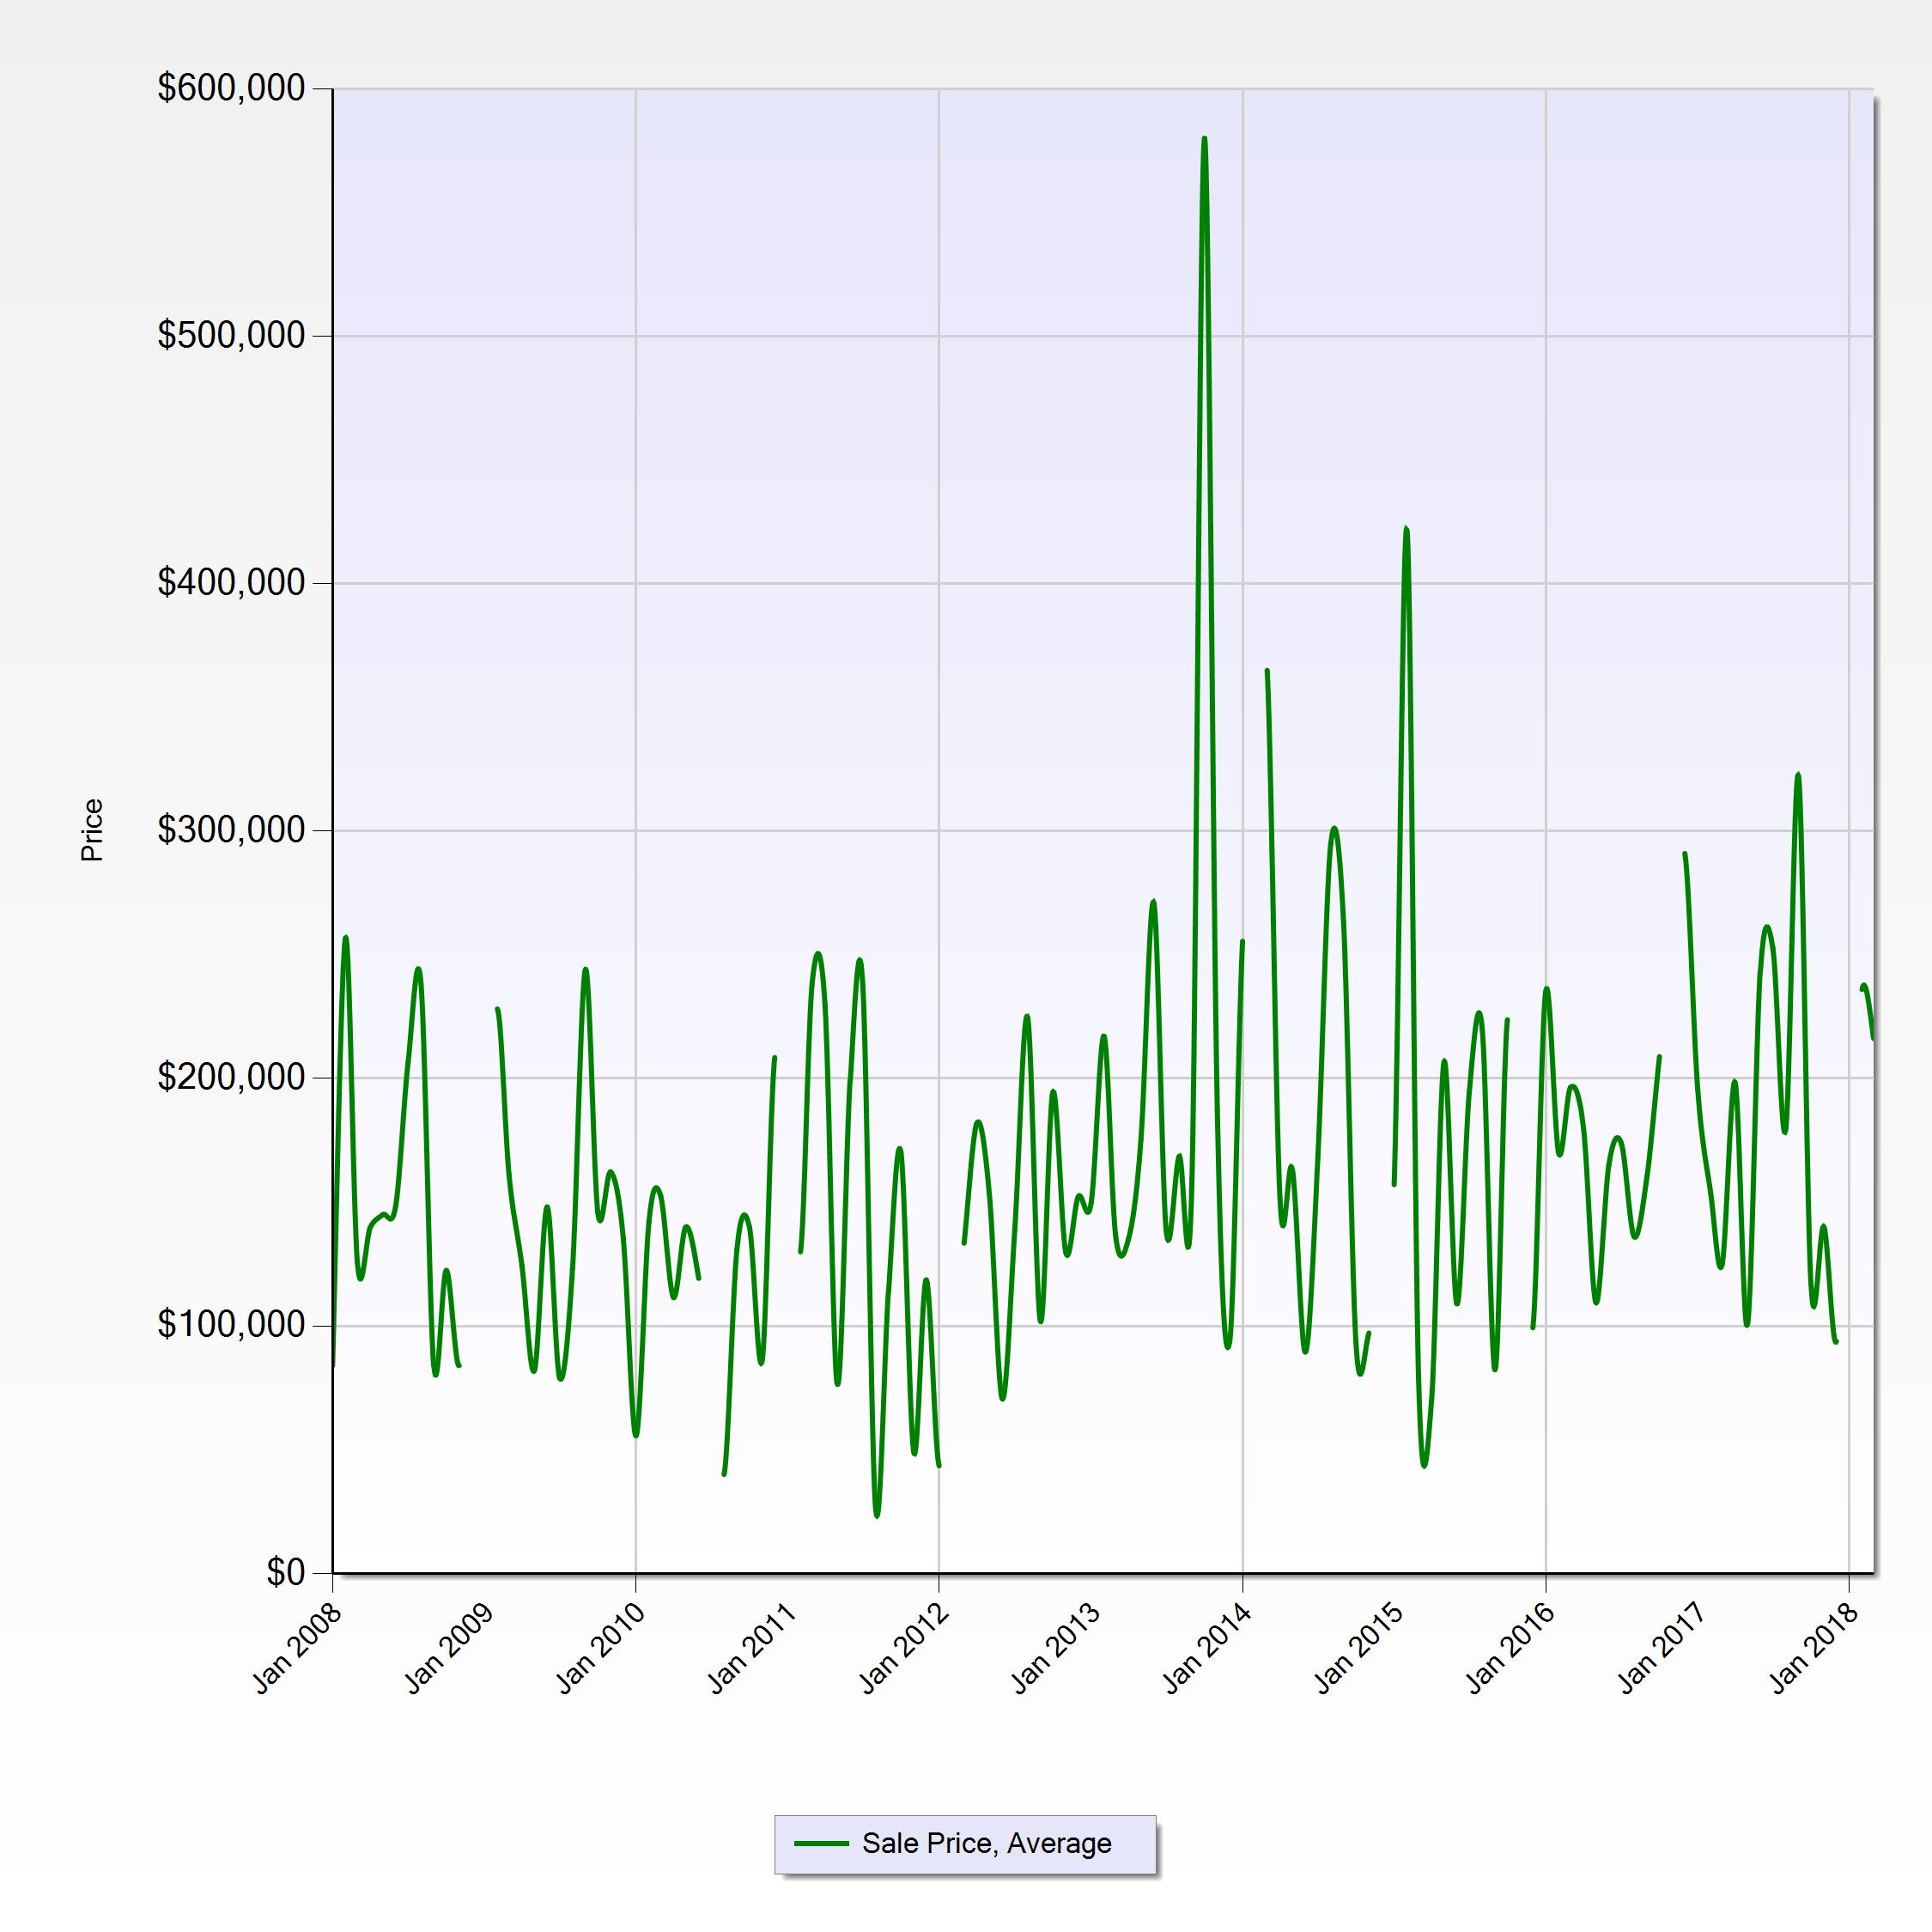 $600,000
$500,000
$400,000
$300,000
$200,000
$100,000
$0
Price
Jan 2008
Jan 2009
Jan 2010
Jan 2011
Jan 2012
Jan 2013
Jan 2014
Jan 2015
Jan 2016
Jan 2017
Jan 2018
Sale Price, Average